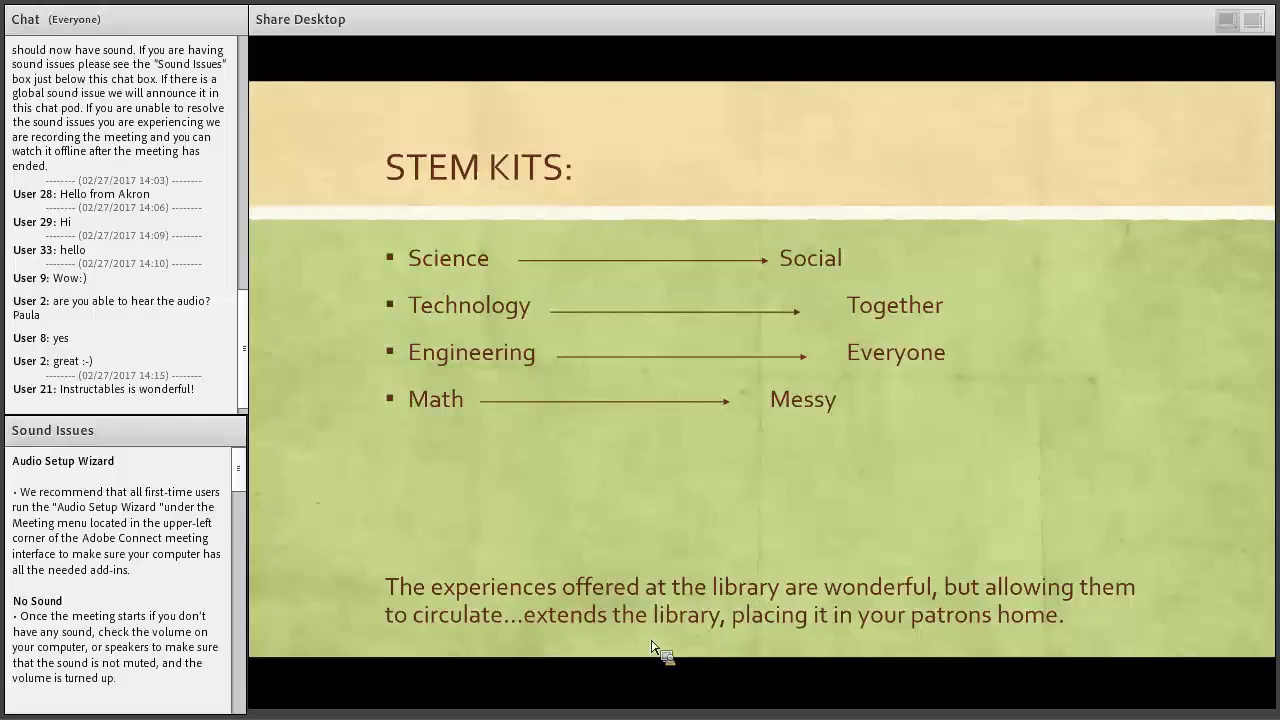 Chat (Everyone)
should now have sound. If you are having
sound issues please see the "Sound Issues"
box just below this chat box. If there is a
global sound issue we will announce it in
this chat pod. If you are unable to resolve
the sound issues you are experiencing we
are recording the meeting and you can
watch it offline after the meeting has
ended.
-------- (02/27/2017 14:03) --------
User 28: Hello from Akron
-------- (02/27/2017 14:06) --------
User 29: Hi
-------- (02/27/2017 14:09) --------
User 33: hello
-------- (02/27/2017 14:10) --------
User 9: Wow:)
User 2: are you able to hear the audio?
Paula
User 8: yes
User 2: great :-)
-------- (02/27/2017 14:15) --------
User 21: Instructables is wonderful!
Sound Issues
Audio Setup Wizard
• We recommend that all first-time users
run the "Audio Setup Wizard "under the
Meeting menu located in the upper-left
corner of the Adobe Connect meeting
interface to make sure your computer has
all the needed add-ins.
No Sound
• Once the meeting starts if you don't
have any sound, check the volume on
your computer, or speakers to make sure
that the sound is not muted, and the
volume is turned up.
Share Desktop
STEM KITS:
▪ Science Social
▪ Technology Together
▪ Engineering Everyone
▪ Math Messy
The experiences offered at the library are wonderful, but allowing them
to circulate...extends the library, placing it in your patrons home.